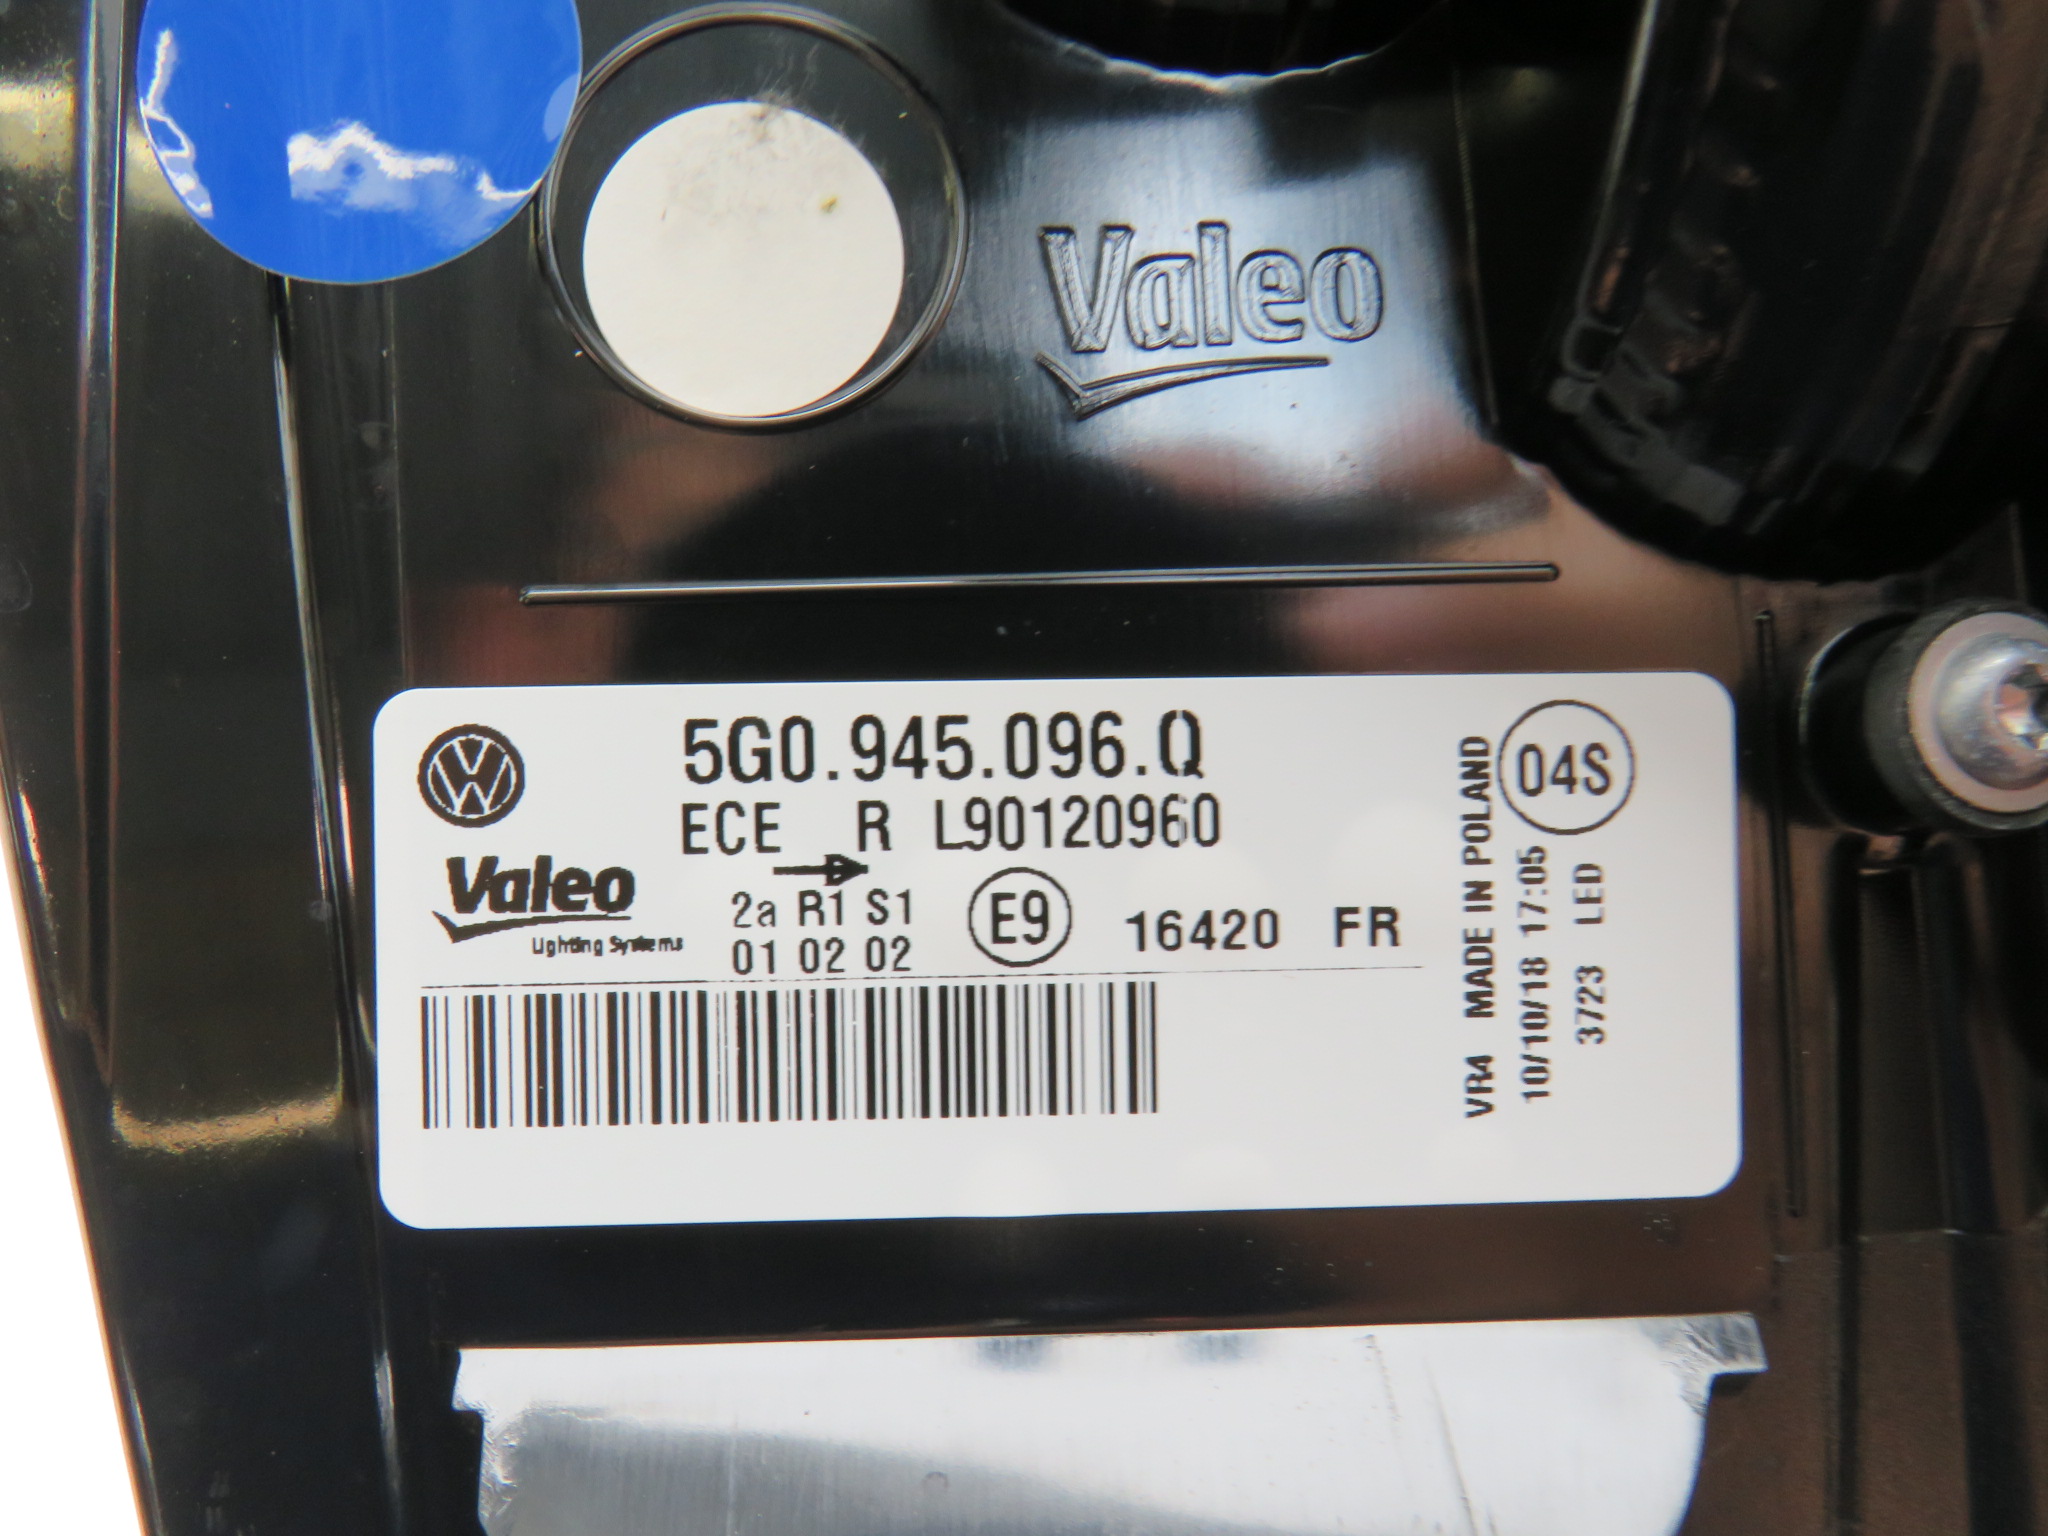 Valeo
5G0.945.096.Q
ECE R L90120960
Valeo
Lighting Systems
2a R1 S1
01 02 02
E9
16420 FR
VR4 MADE IN POLAND
10/10/18 17:05
3723 LED
04S